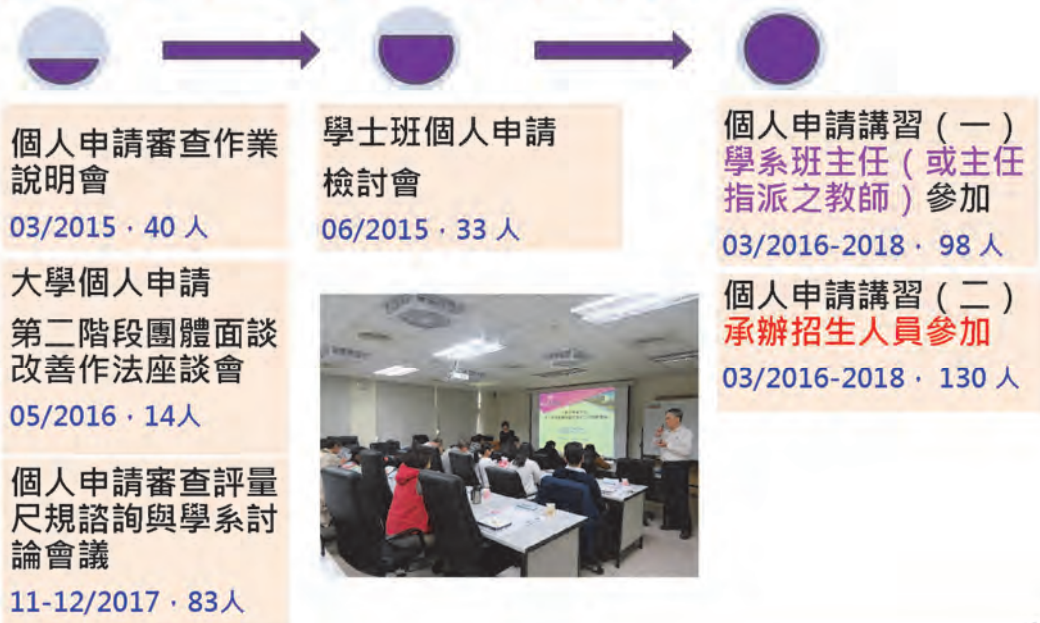 個人申請審查作業
說明會
03/2015・40 人
大學個人申請
第二階段團體面談
改善作法座談會
05/2016・14人
個人申請審查評量
尺規諮詢與學系討
論會議
11-12/2017・83人
學士班個人申請
檢討會
06/2015・33 人
個人申請講習（一）
學系班主任（或主任
指派之教師）參加
03/2016-2018・ 98 人
個人申請講習（二）
承辦招生人員參加
03/2016-2018・ 130 人